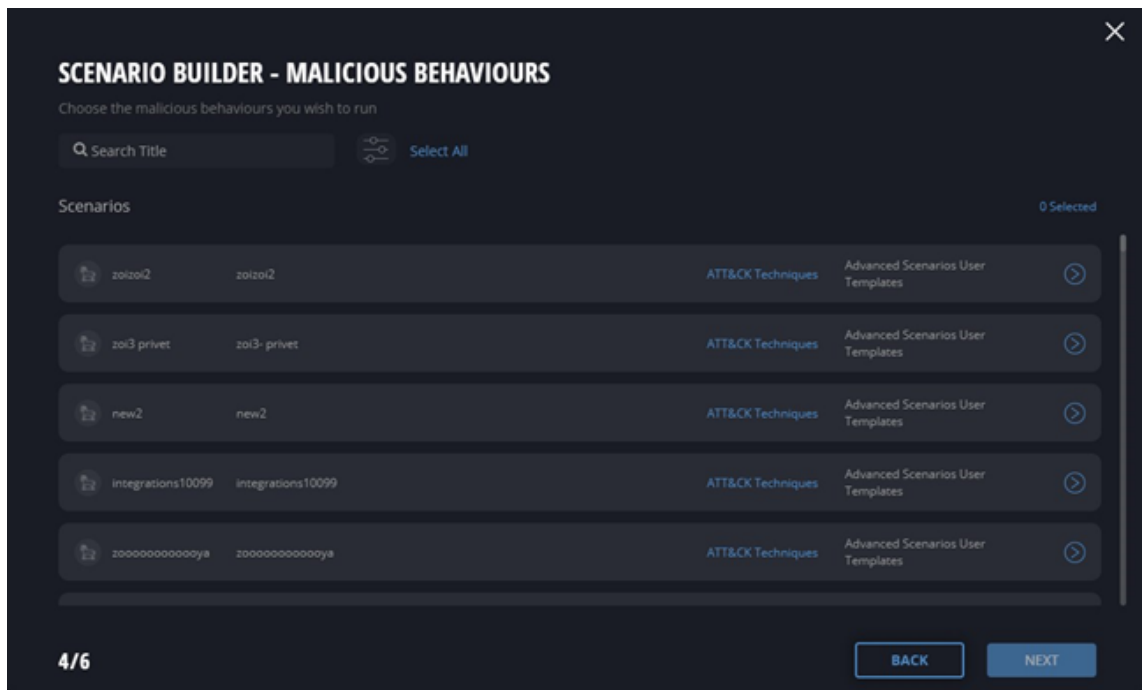 SCENARIO BUILDER - MALICIOUS BEHAVIOURS
Choose the malicious behaviours you wish to run
Search Title
Select All
Scenarios
0 Selected
zoizoi2
zoizoi2
ATT&CK Techniques
Advanced Scenarios User
Templates
zoi3 privet
zoi3- privet
ATT&CK Techniques
Advanced Scenarios User
Templates
new2
new2
ATT&CK Techniques
Advanced Scenarios User
Templates
integrations10099
integrations10099
ATT&CK Techniques
Advanced Scenarios User
Templates
zooooooooooooya
zooooooooooooya
ATT&CK Techniques
Advanced Scenarios User
Templates
4/6
BACK
NEXT